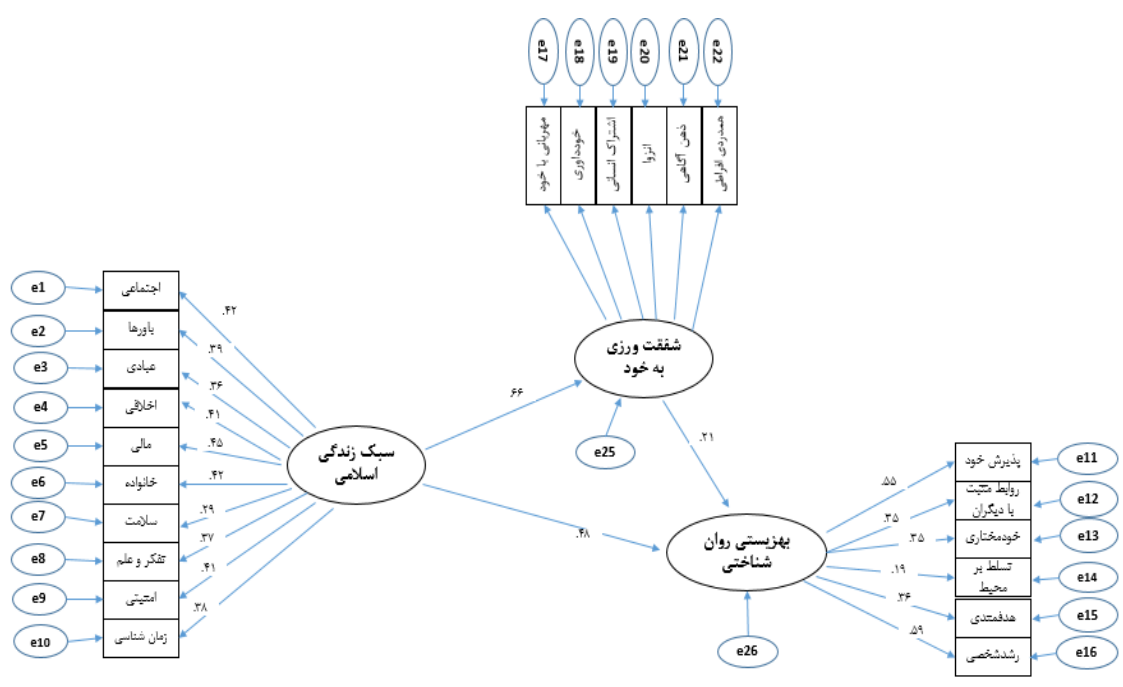 e17
e18
e19
e20
e21
e22
مهربانی با خود
خودداوری
اشتراک انسانی
انزوا
ذهن آگاهی
همدردی افراطی
شفقت ورزی
به خود
e25
e1
e2
e3
e4
e5
e6
e7
e8
e9
e10
اجتماعی
باورها
عبادی
اخلاقی
مالی
خانواده
سلامت
تفکر و علم
امنیتی
زمان شناسی
.۴۲
.۳۹
.۳۶
.۴۱
.۴۵
.۴۲
.۲۹
.۳۷
.۴۱
.۳۸
سبک زندگی
اسلامی
۶۶
.۲۱
.۴۸
بهزیستی روان
شناختی
e26
.۵۵
.۳۵
.۳۵
.۱۹
.۳۶
.۵۹
پذیرش خود
روابط مثبت
با دیگران
خودمختاری
تسلط بر
محیط
هدفمندی
رشدشخصی
e11
e12
e13
e14
e15
e16